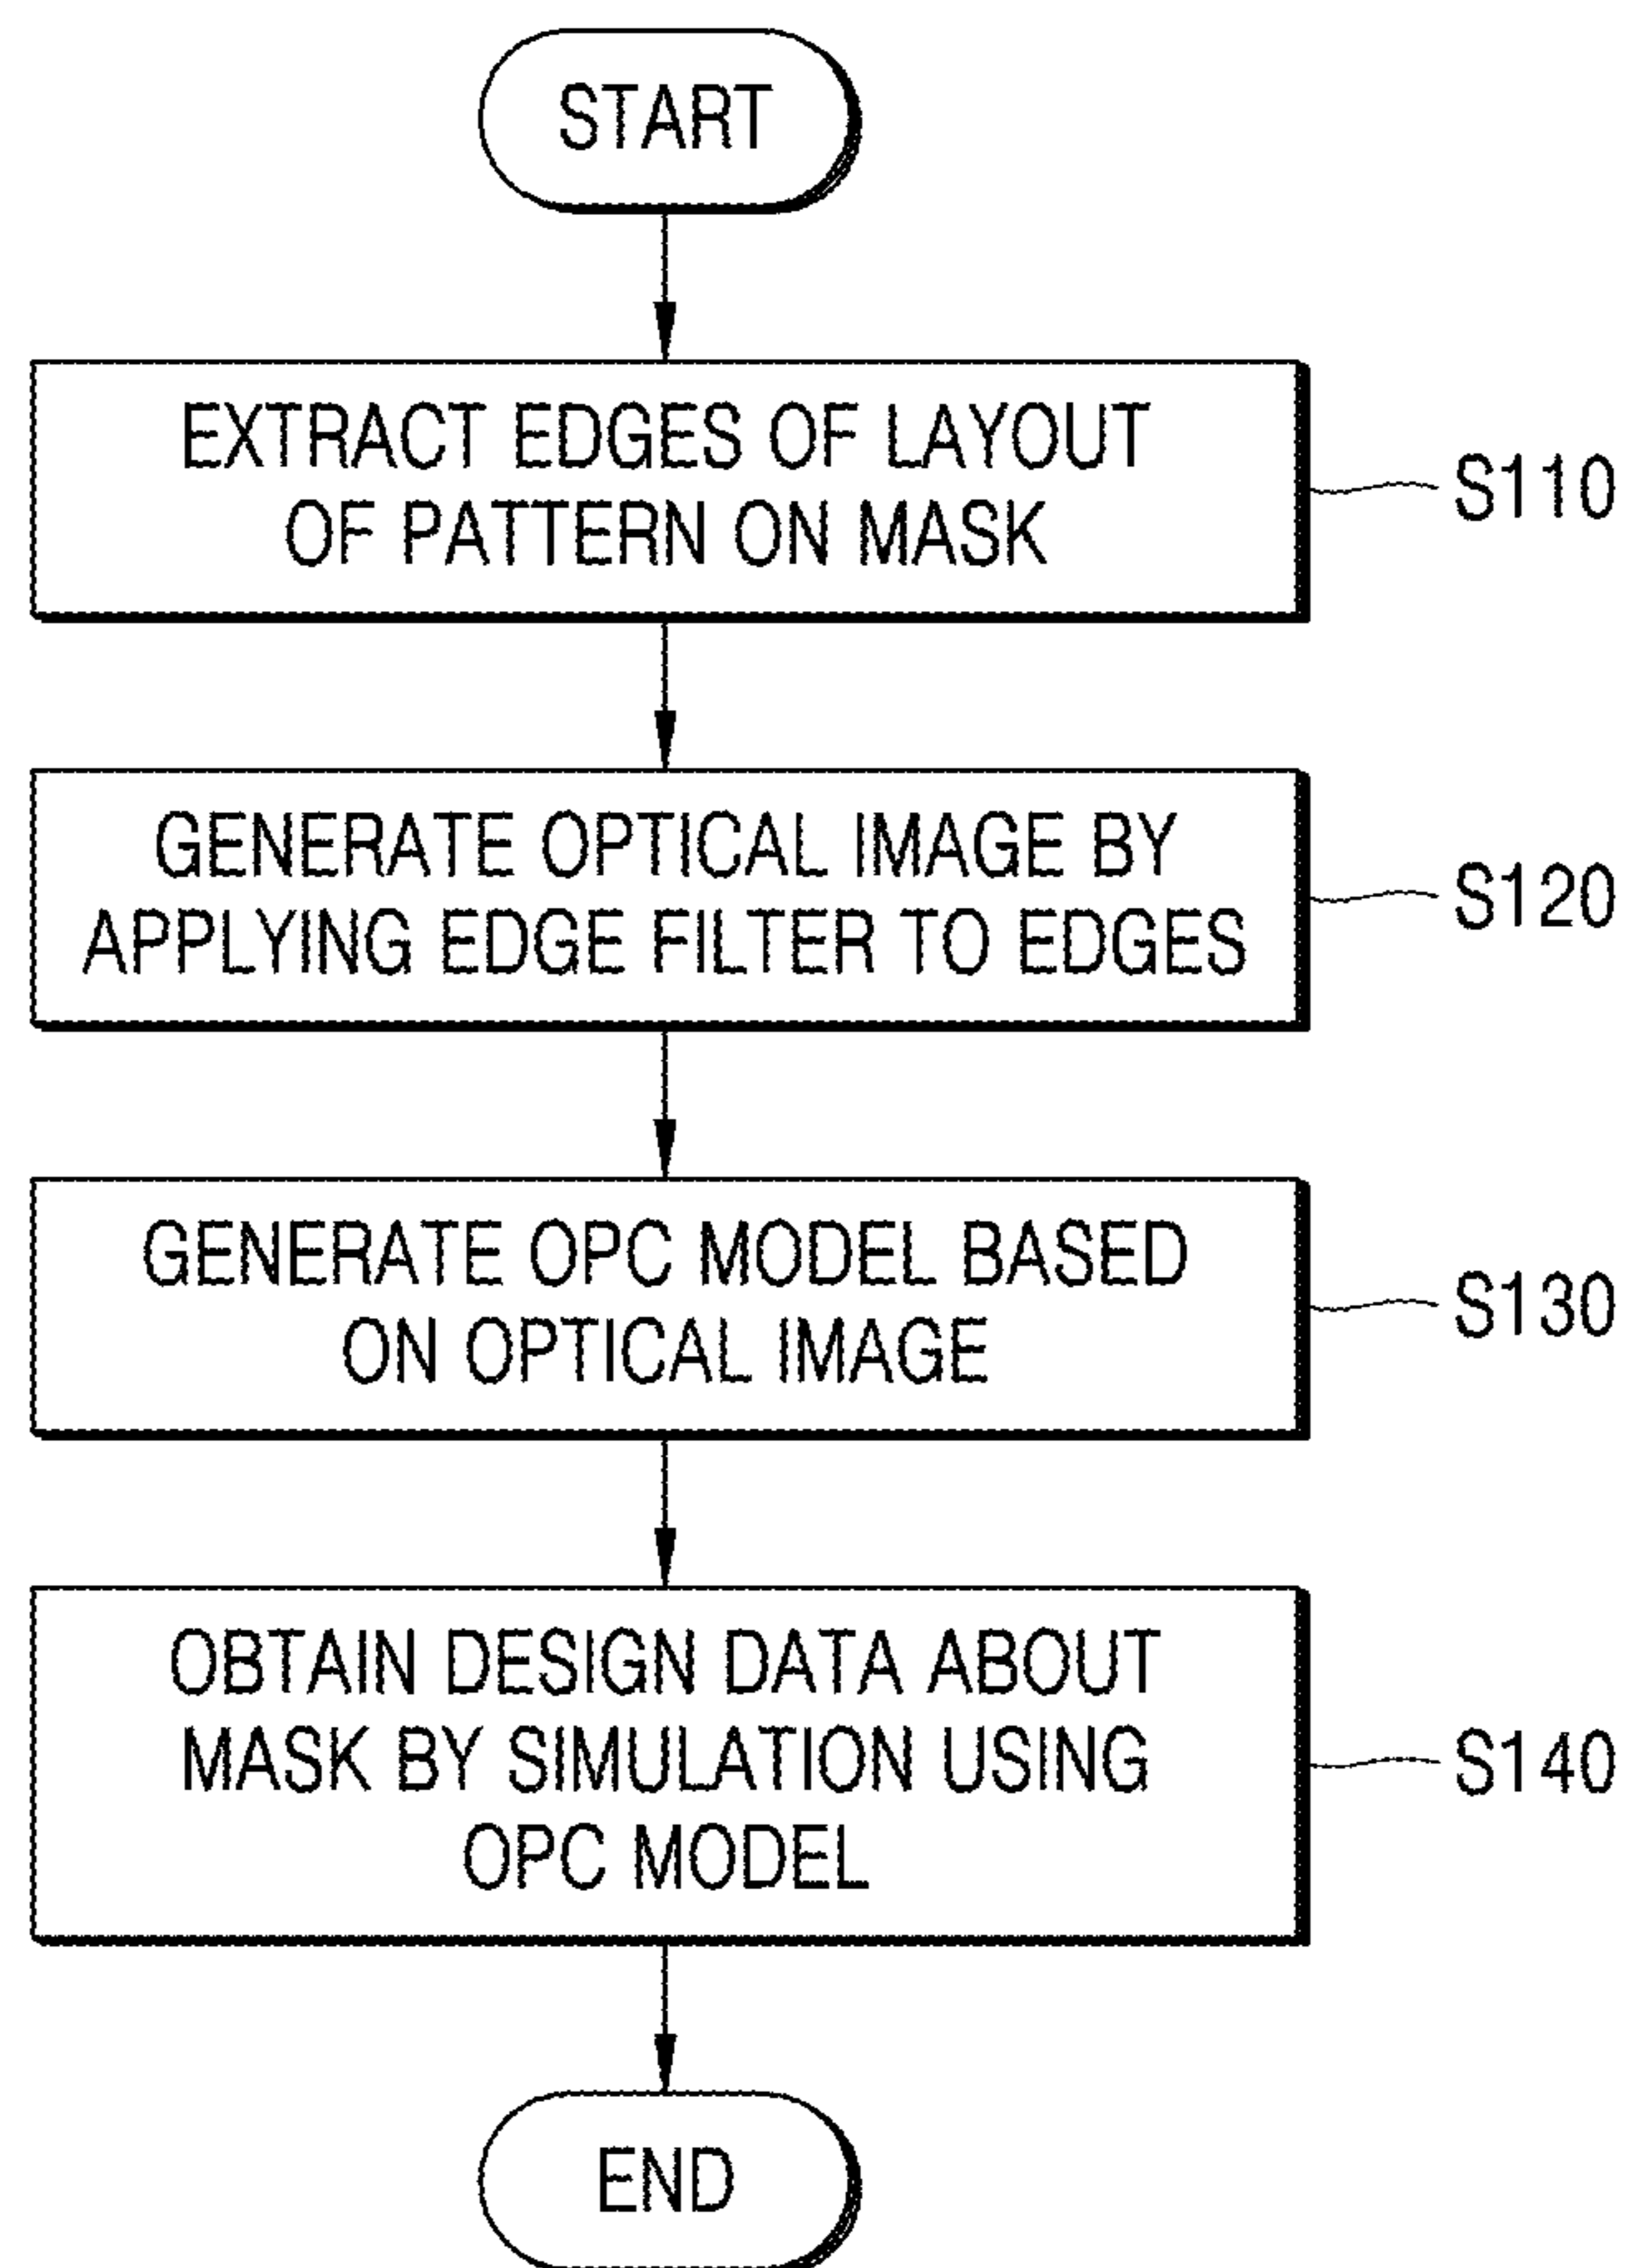 START
EXTRACT EDGES OF LAYOUT
OF PATTERN ON MASK
S110
GENERATE OPTICAL IMAGE BY
APPLYING EDGE FILTER TO EDGES
S120
GENERATE OPC MODEL BASED
ON OPTICAL IMAGE
S130
OBTAIN DESIGN DATA ABOUT
MASK BY SIMULATION USING
OPC MODEL
S140
END